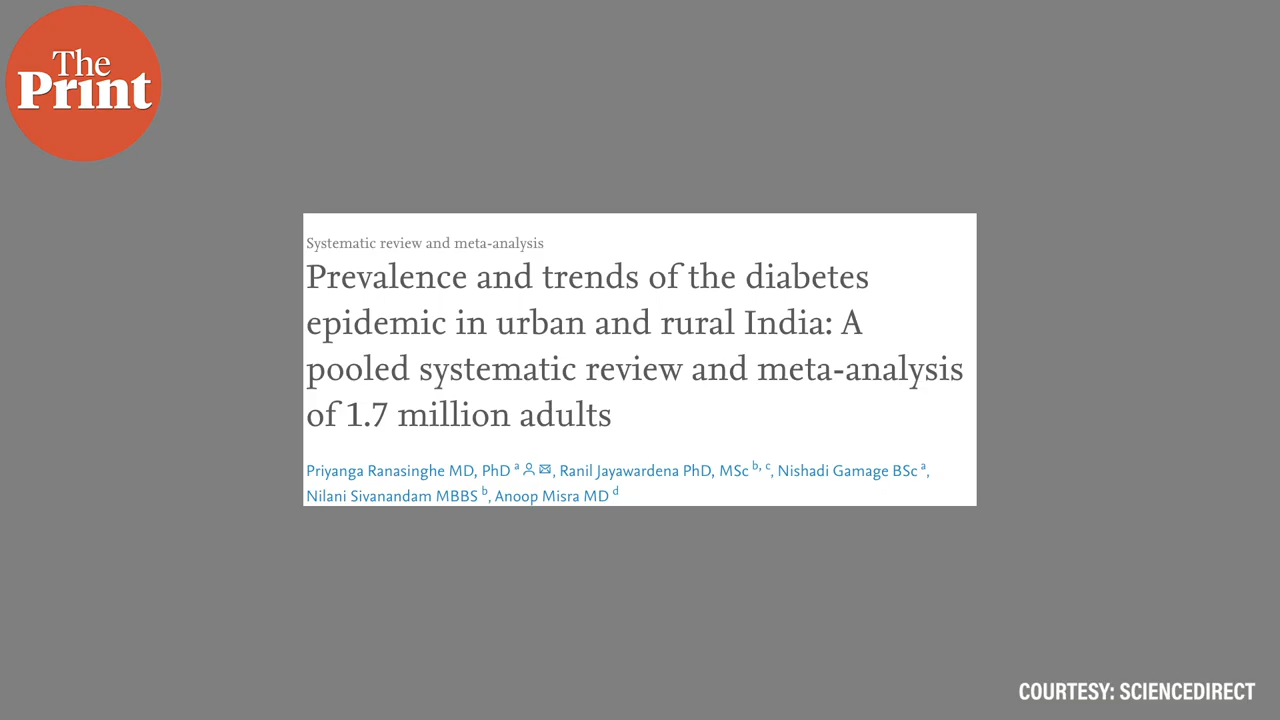 The
Print
Systematic review and meta-analysis
Prevalence and trends of the diabetes
epidemic in urban and rural India: A
pooled systematic review and meta-analysis
of 1.7 million adults
Priyanga Ranasinghe MD, PhD a, Ranil Jayawardena PhD, MSc b, c, Nishadi Gamage BSc a,
Nilani Sivanandam MBBS b, Anoop Misra MD d
COURTESY: SCIENCEDIRECT